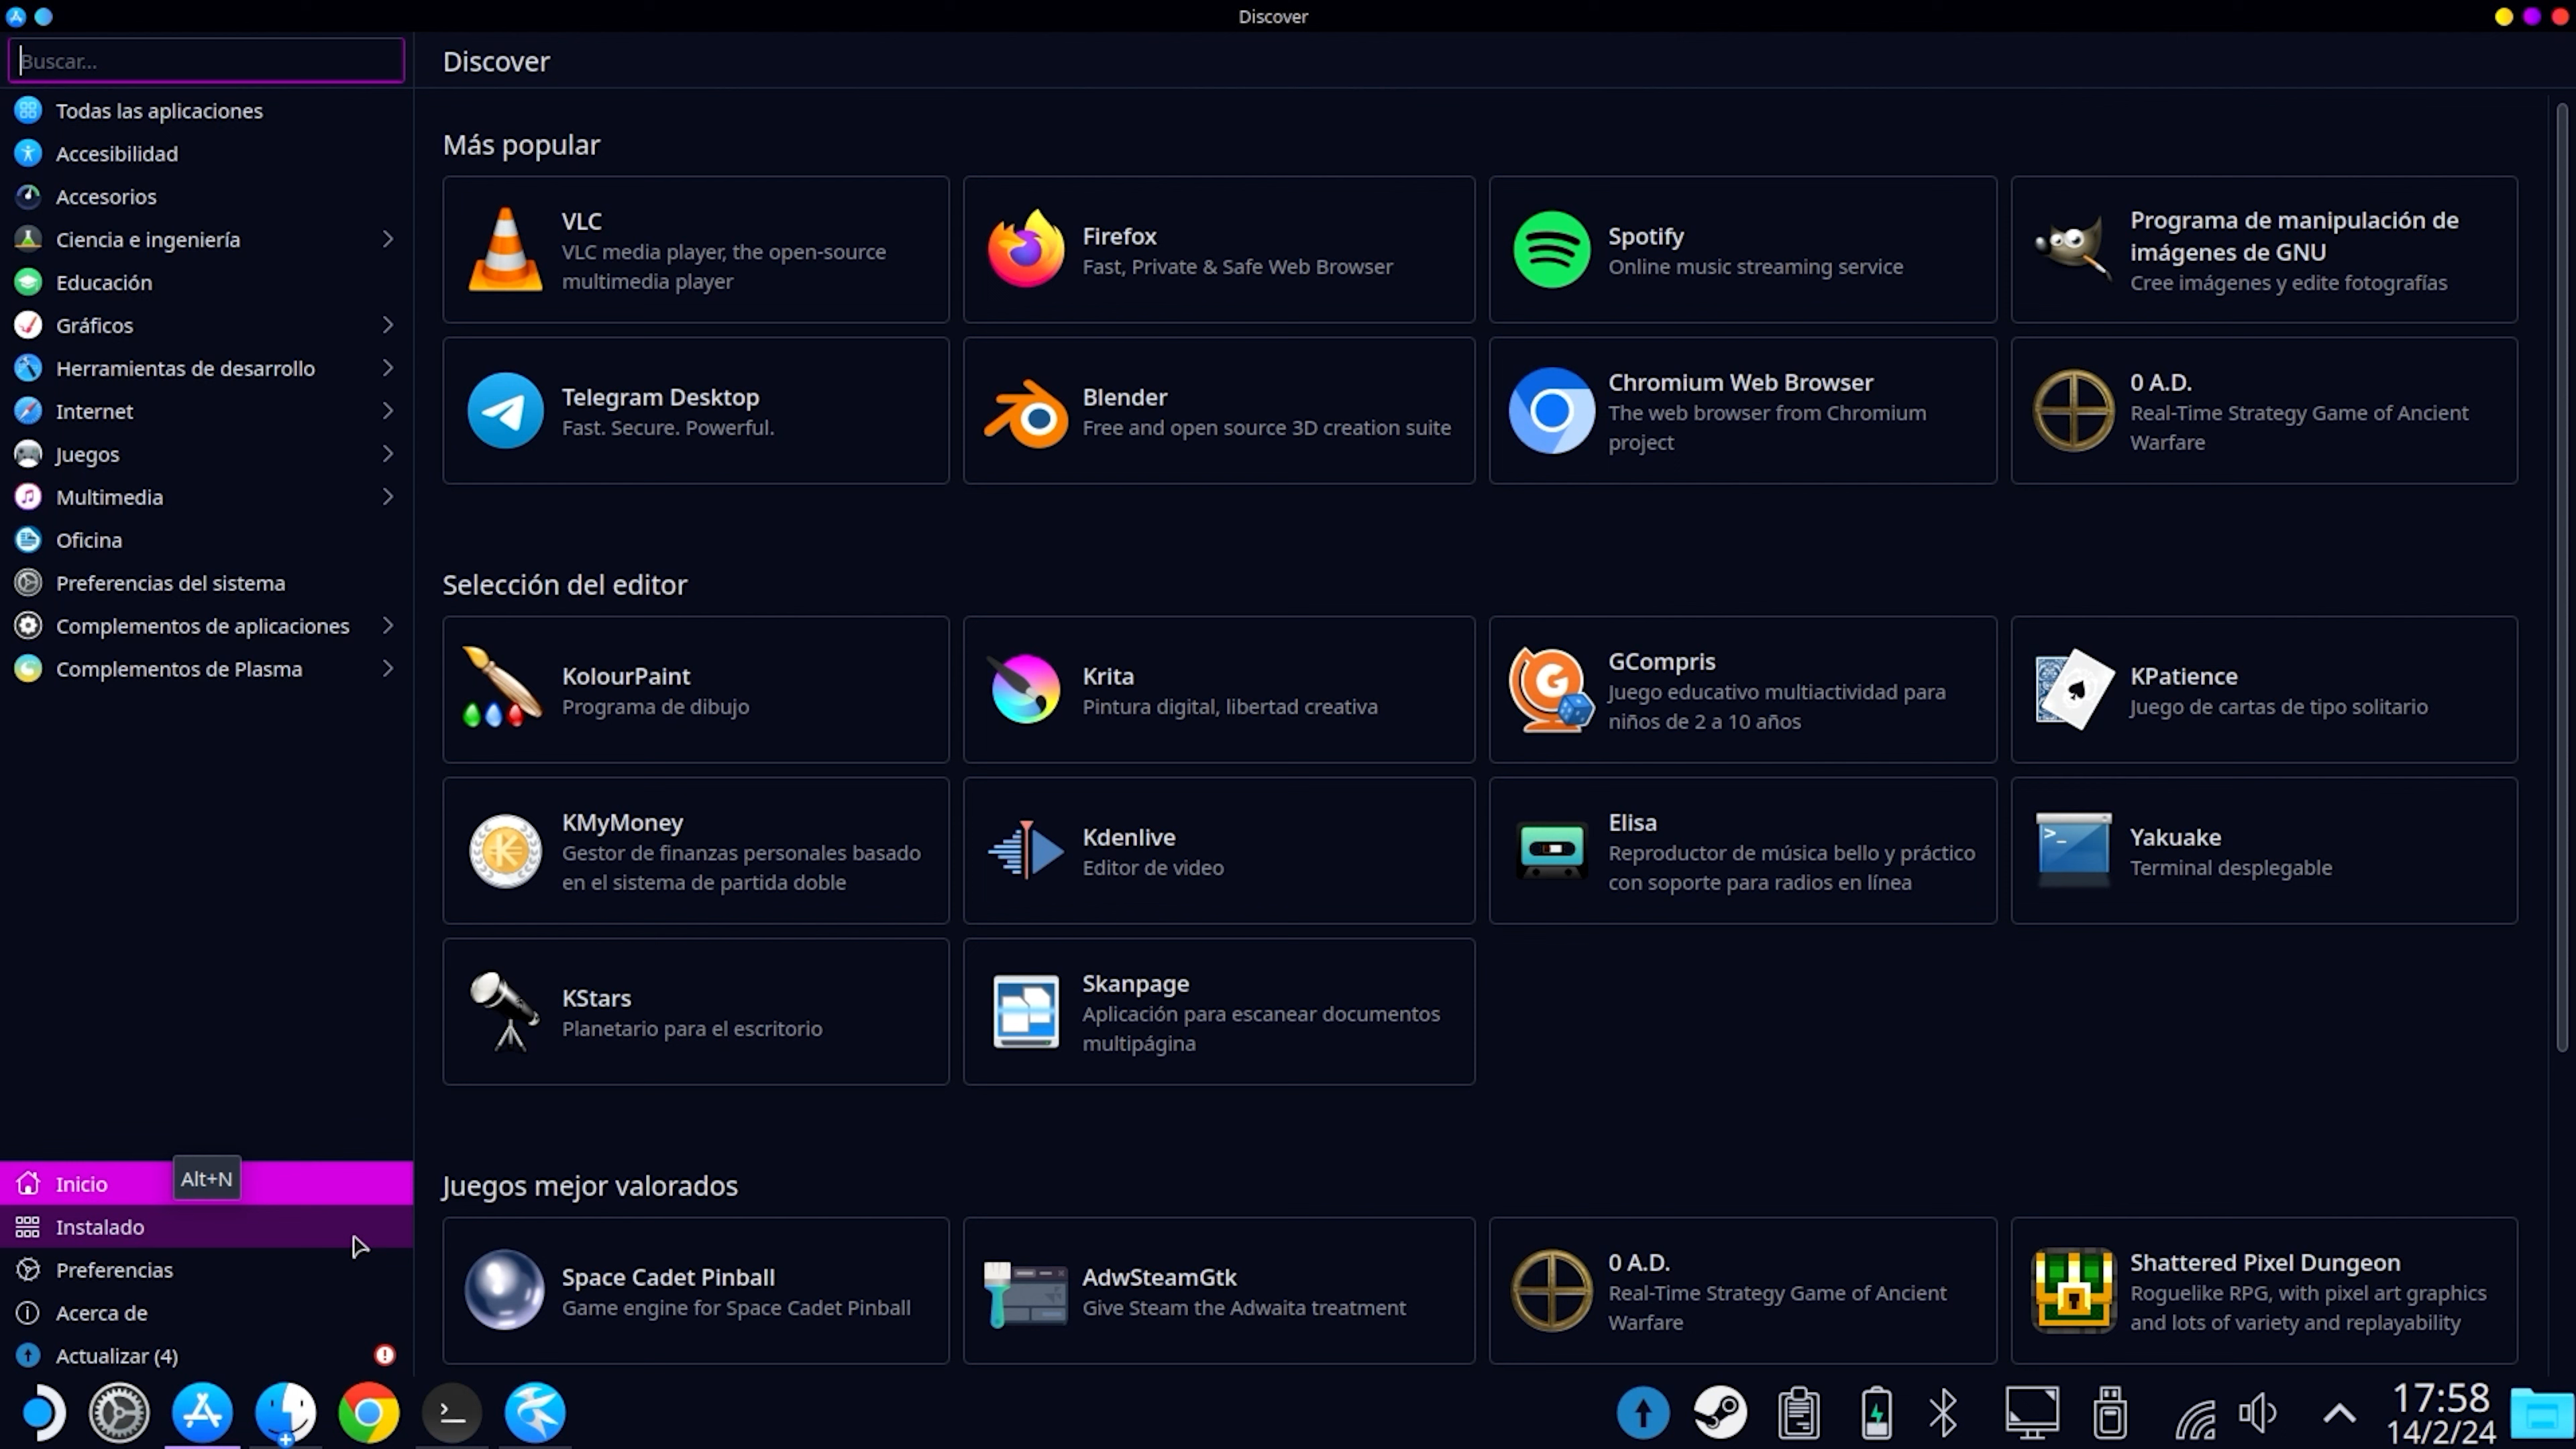 Discover
Buscar...
Todas las aplicaciones
Accesibilidad
Accesorios
Ciencia e ingeniería
Educación
Gráficos
Herramientas de desarrollo
Internet
Juegos
Multimedia
Oficina
Preferencias del sistema
Complementos de aplicaciones
Complementos de Plasma
Inicio
Alt+N
Instalado
Preferencias
Acerca de
Actualizar (4)
Discover
Más popular
VLC
VLC media player, the open-source
multimedia player
Firefox
Fast, Private & Safe Web Browser
Spotify
Online music streaming service
Programa de manipulación de
imágenes de GNU
Cree imágenes y edite fotografías
Telegram Desktop
Fast. Secure. Powerful.
Blender
Free and open source 3D creation suite
Chromium Web Browser
The web browser from Chromium
project
0 A.D.
Real-Time Strategy Game of Ancient
Warfare
Selección del editor
KolourPaint
Programa de dibujo
Krita
Pintura digital, libertad creativa
GCompris
Juego educativo multiactividad para
niños de 2 a 10 años
KPatience
Juego de cartas de tipo solitario
KMyMoney
Gestor de finanzas personales basado
en el sistema de partida doble
Kdenlive
Editor de video
Elisa
Reproductor de música bello y práctico
con soporte para radios en línea
Yakuake
Terminal desplegable
KStars
Planetario para el escritorio
Skanpage
Aplicación para escanear documentos
multipágina
Juegos mejor valorados
Space Cadet Pinball
Game engine for Space Cadet Pinball
AdwSteamGtk
Give Steam the Adwaita treatment
0 A.D.
Real-Time Strategy Game of Ancient
Warfare
Shattered Pixel Dungeon
Roguelike RPG, with pixel art graphics
and lots of variety and replayability
17:58
14/2/24